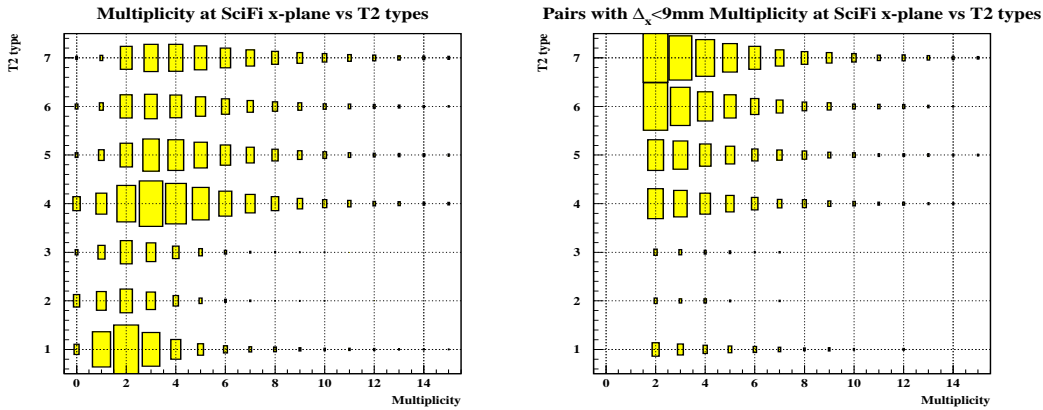 Multiplicity at SciFi x-plane vs T2 types
T2 type
7
6
5
4
3
2
1
0 2 4 6 8 10 12 14
Multiplicity
Pairs with Δx<9mm Multiplicity at SciFi x-plane vs T2 types
T2 type
7
6
5
4
3
2
1
0 2 4 6 8 10 12 14
Multiplicity